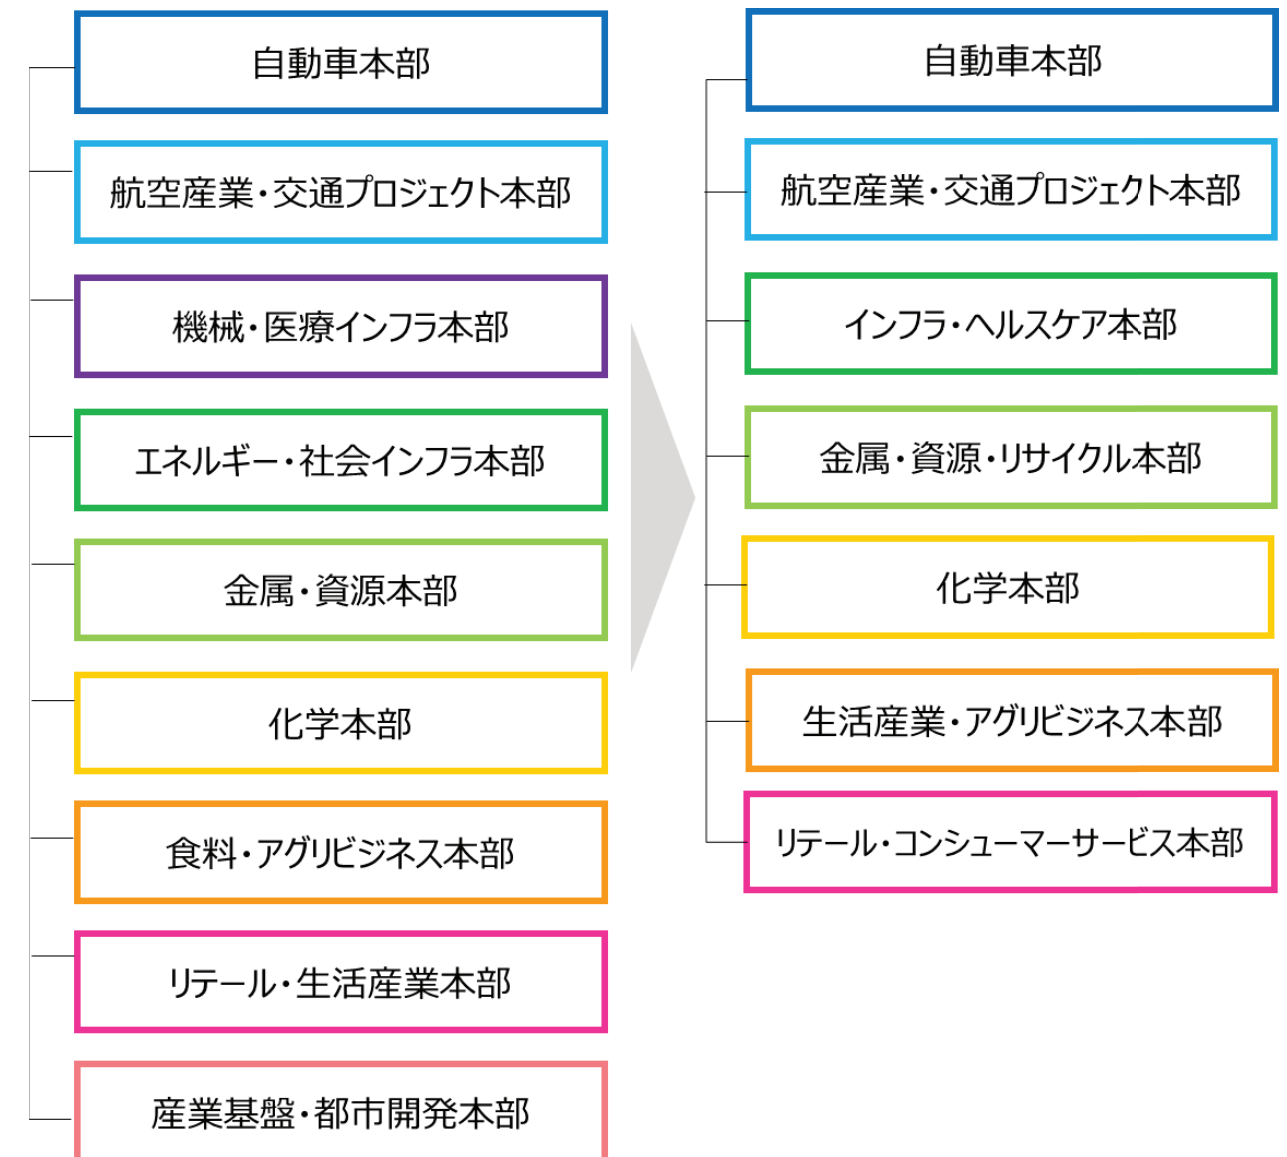 自動車本部
航空産業・交通プロジェクト本部
機械・医療インフラ本部
エネルギー・社会インフラ本部
金属・資源本部
化学本部
食料・アグリビジネス本部
リテール・生活産業本部
産業基盤・都市開発本部
自動車本部
航空産業・交通プロジェクト本部
インフラ・ヘルスケア本部
金属・資源・リサイクル本部
化学本部
生活産業・アグリビジネス本部
リテール・コンシューマーサービス本部